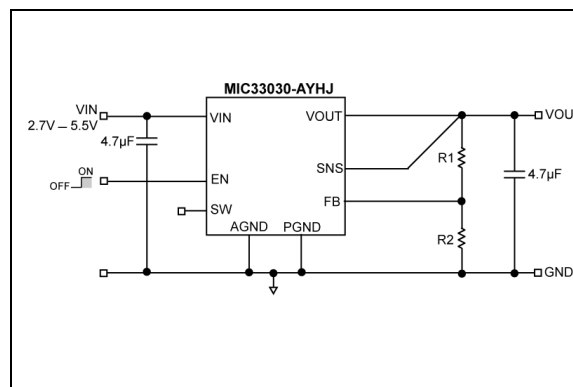 MIC33030-AYHJ
VIN
2.7V – 5.5V
4.7µF
ON
OFF
VIN
EN
SW
AGND
PGND
VOUT
SNS
FB
R1
R2
4.7µF
VOU
GND